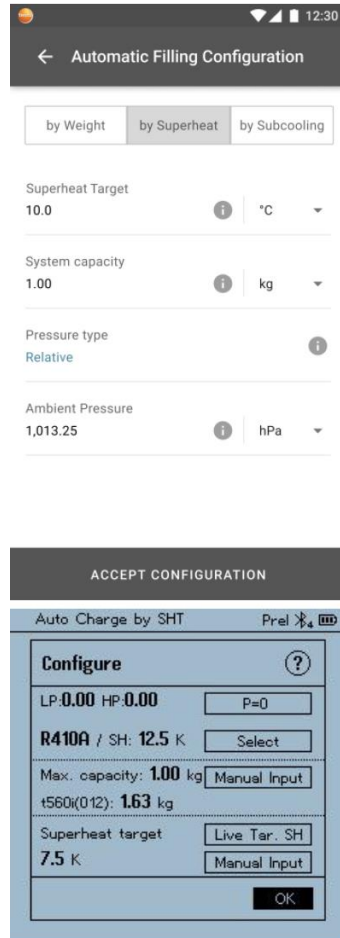 12:30
Automatic Filling Configuration
by Weight by Superheat by Subcooling
Superheat Target
10.0 °C
System capacity
1.00 kg
Pressure type
Relative
Ambient Pressure
1,013.25 hPa
ACCEPT CONFIGURATION
Auto Charge by SHT Prel 4
Configure ?
LP:0.00 HP:0.00 P=0
R410A / SH: 12.5 K Select
Max. capacity: 1.00 kg Manual Input
t560i(012): 1.63 kg
Superheat target Live Tar. SH
7.5 K Manual Input
OK